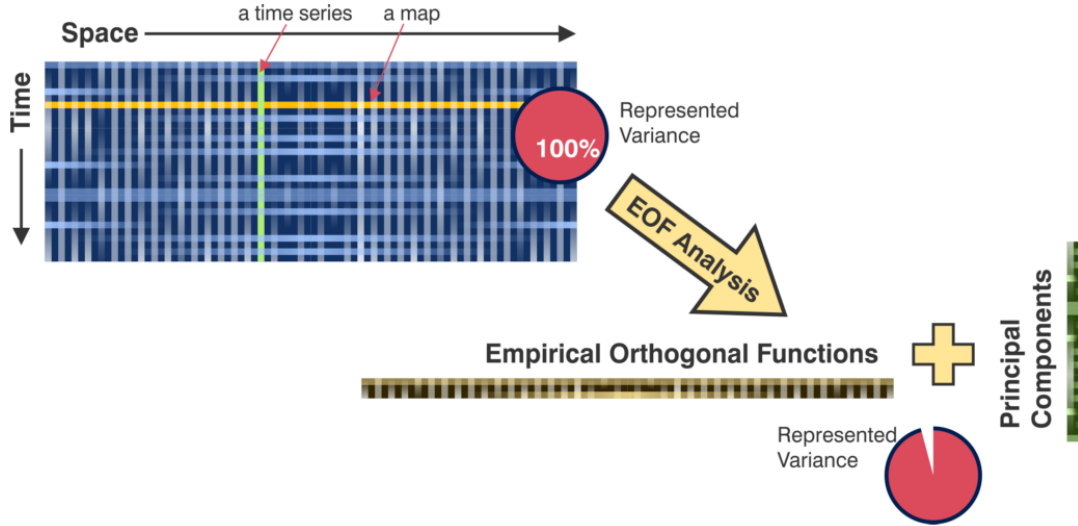 a time series
a map
Space
Time
Represented
Variance
100%
EOF Analysis
Empirical Orthogonal Functions
Principal
Components
Represented
Variance